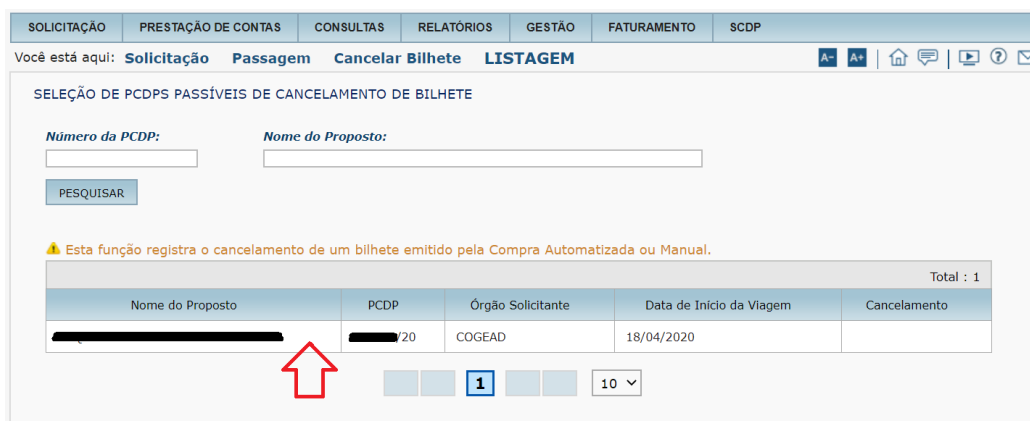 SOLICITAÇÃO PRESTAÇÃO DE CONTAS CONSULTAS RELATÓRIOS GESTÃO FATURAMENTO SCDP
Você está aqui: Solicitação Passagem Cancelar Bilhete LISTAGEM A- A+ ?
SELEÇÃO DE PCDPS PASSÍVEIS DE CANCELAMENTO DE BILHETE
Número da PCDP: Nome do Proposto:
PESQUISAR
Esta função registra o cancelamento de um bilhete emitido pela Compra Automatizada ou Manual.
Total : 1
Nome do Proposto PCDP Órgão Solicitante Data de Início da Viagem Cancelamento
/20 COGEAD 18/04/2020
1 10